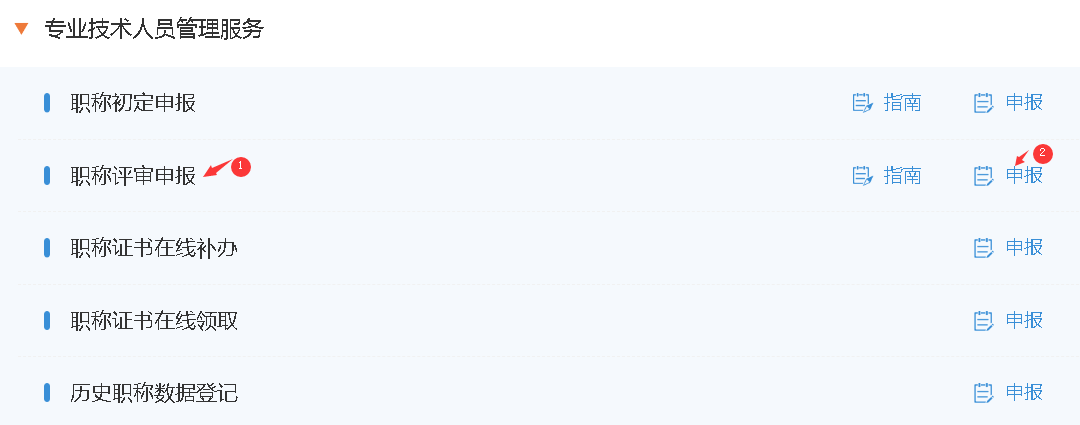 专业技术人员管理服务
职称初定申报 指南 申报
职称评审申报 1 指南 2 申报
职称证书在线补办 申报
职称证书在线领取 申报
历史职称数据登记 申报